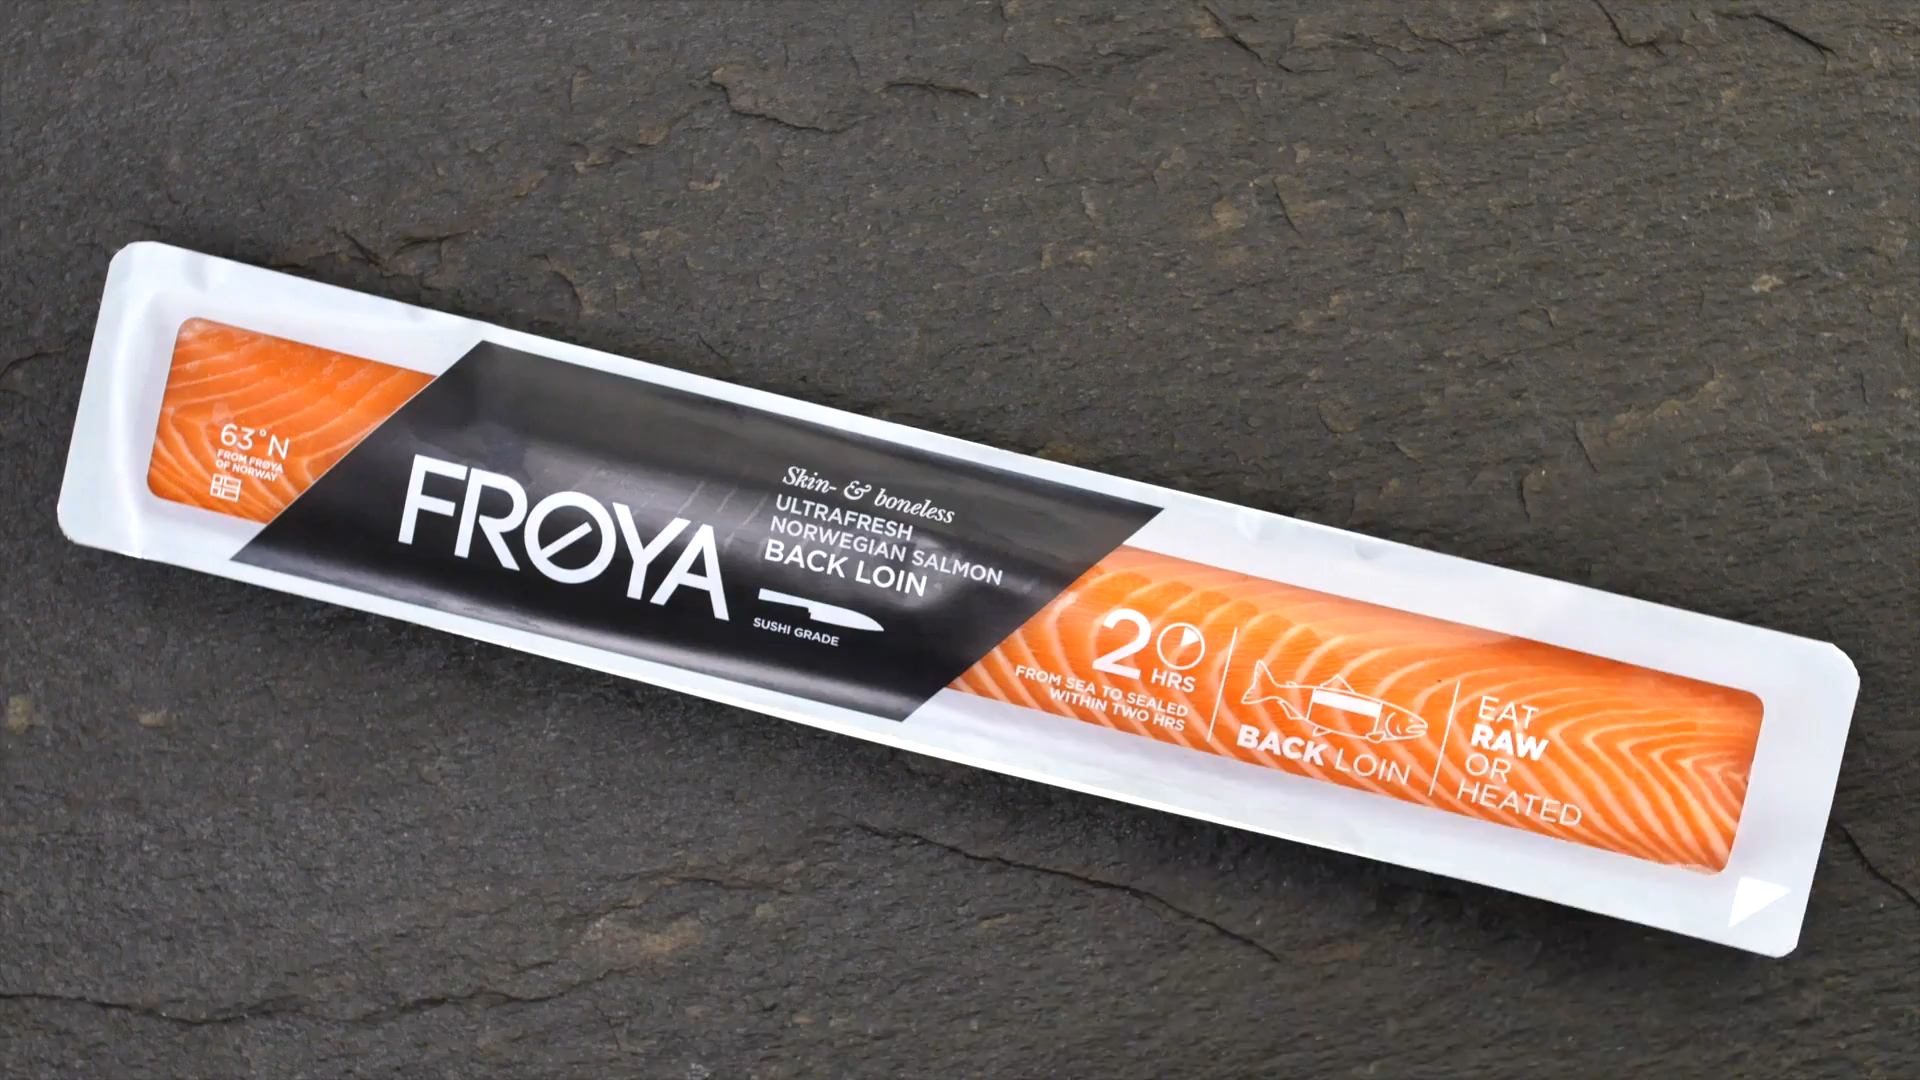 63°N
FROM FRØYA
OF NORWAY
FRØYA
Skin- & boneless
ULTRAFRESH
NORWEGIAN SALMON
BACK LOIN
SUSHI GRADE
2
HRS
FROM SEA TO SEALED
WITHIN TWO HRS
BACK LOIN
EAT
RAW
OR
HEATED